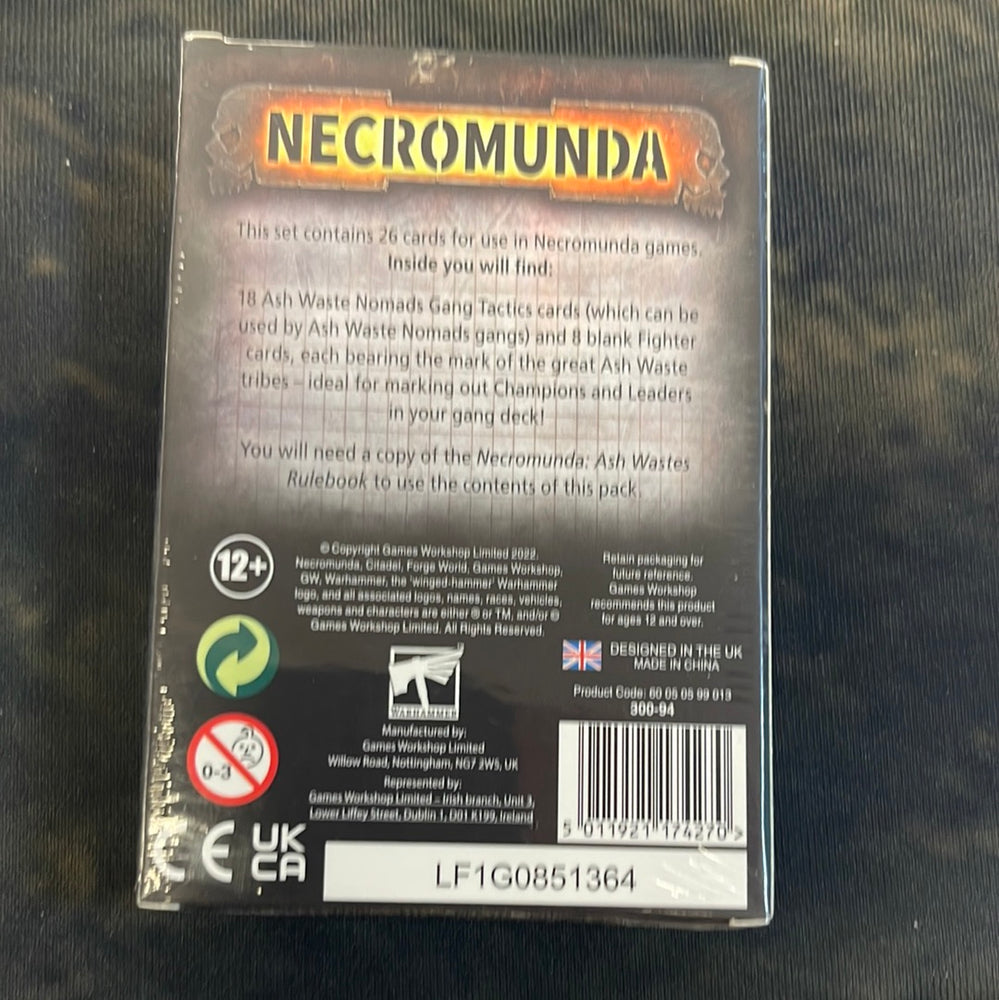 NECROMUNDA
This set contains 26 cards for use in Necromunda games.
Inside you will find:
18 Ash Waste Nomads Gang Tactics cards (which can be
used by Ash Waste Nomads gangs) and 8 blank Fighter
cards, each bearing the mark of the great Ash Waste
tribes – ideal for marking out Champions and Leaders
in your gang deck!
You will need a copy of the Necromunda: Ash Wastes
Rulebook to use the contents of this pack.
12+
© Copyright Games Workshop Limited 2022.
Necromunda, Citadel, Forge World, Games Workshop,
GW, Warhammer, the 'winged-hammer' Warhammer
logo, and all associated logos, names, races, vehicles,
weapons and characters are either ® or TM, and/or ©
Games Workshop Limited. All Rights Reserved.
Retain packaging for
future reference.
Games Workshop
recommends this product
for ages 12 and over.
DESIGNED IN THE UK
MADE IN CHINA
Product Code: 60 05 05 99 013
300-94
WARHAMMER
0-3
Manufactured by:
Games Workshop Limited
Willow Road, Nottingham, NG7 2WS, UK
Represented by:
Games Workshop Limited – Irish branch, Unit 3,
Lower Liffey Street, Dublin 1, D01 K199, Ireland
5 011921 174270 >
CE
UK
CA
LF1G0851364